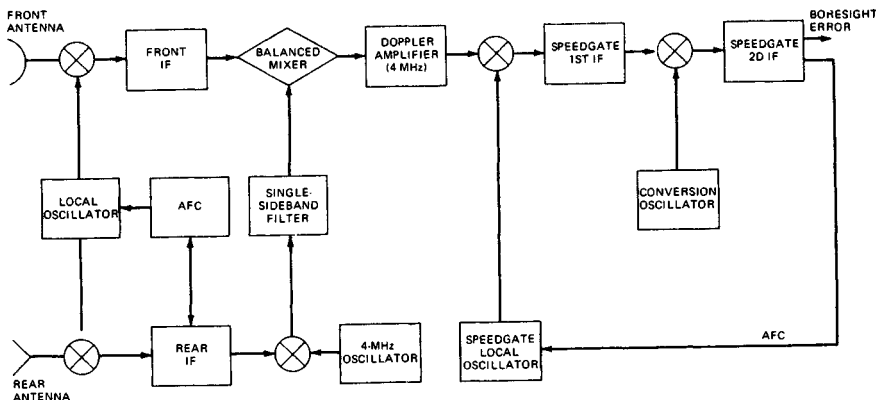 FRONT
ANTENNA
FRONT
IF
BALANCED
MIXER
DOPPLER
AMPLIFIER
(4 MHz)
SPEEDGATE
1ST IF
SPEEDGATE
2D IF
BORESIGHT
ERROR
LOCAL
OSCILLATOR
AFC
SINGLE-
SIDEBAND
FILTER
CONVERSION
OSCILLATOR
REAR
ANTENNA
REAR
IF
4-MHz
OSCILLATOR
SPEEDGATE
LOCAL
OSCILLATOR
AFC